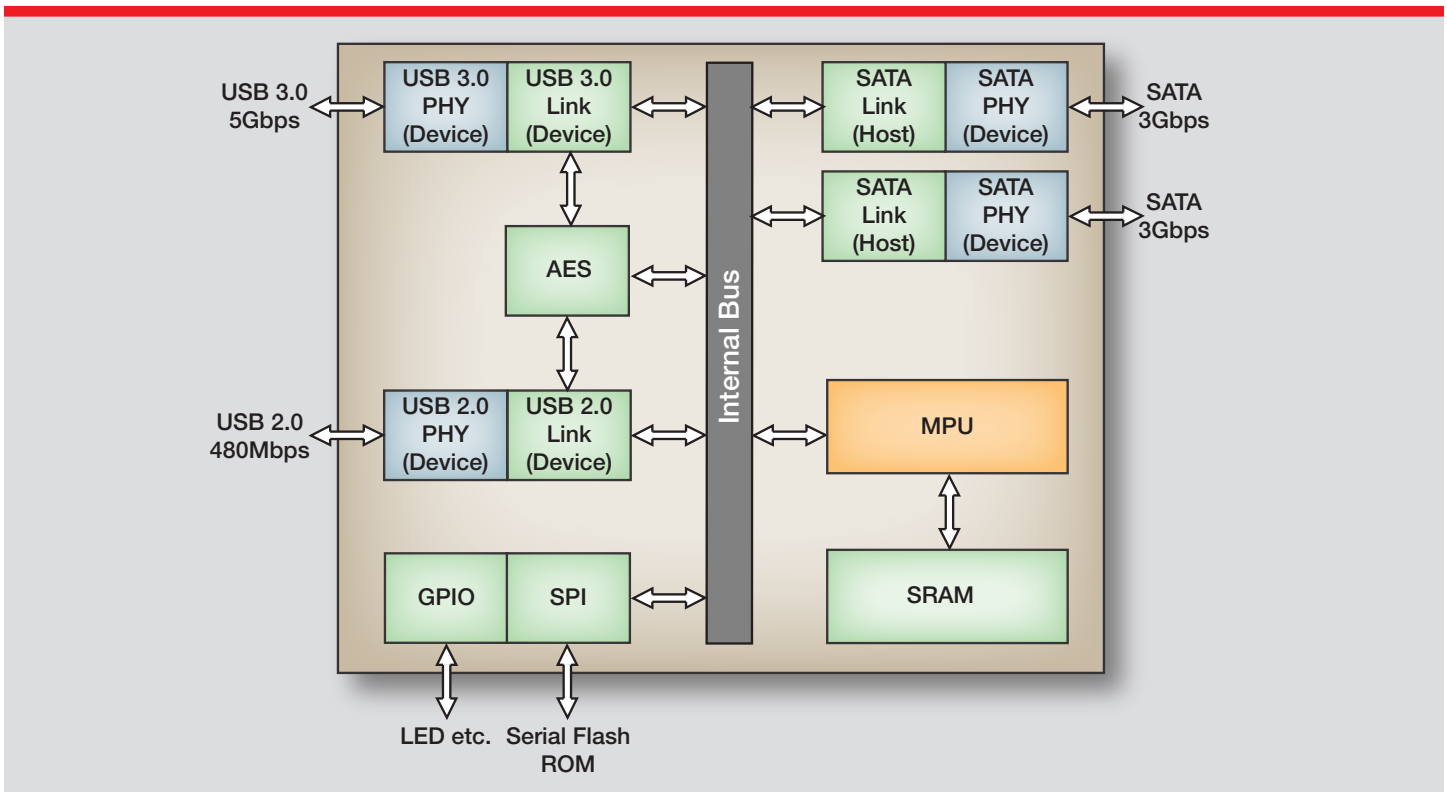 USB 3.0
5Gbps
USB 3.0
PHY
(Device)
USB 3.0
Link
(Device)
SATA
Link
(Host)
SATA
PHY
(Device)
SATA
3Gbps
SATA
Link
(Host)
SATA
PHY
(Device)
SATA
3Gbps
AES
Internal Bus
USB 2.0
480Mbps
USB 2.0
PHY
(Device)
USB 2.0
Link
(Device)
MPU
GPIO
SPI
SRAM
LED etc.
Serial Flash
ROM